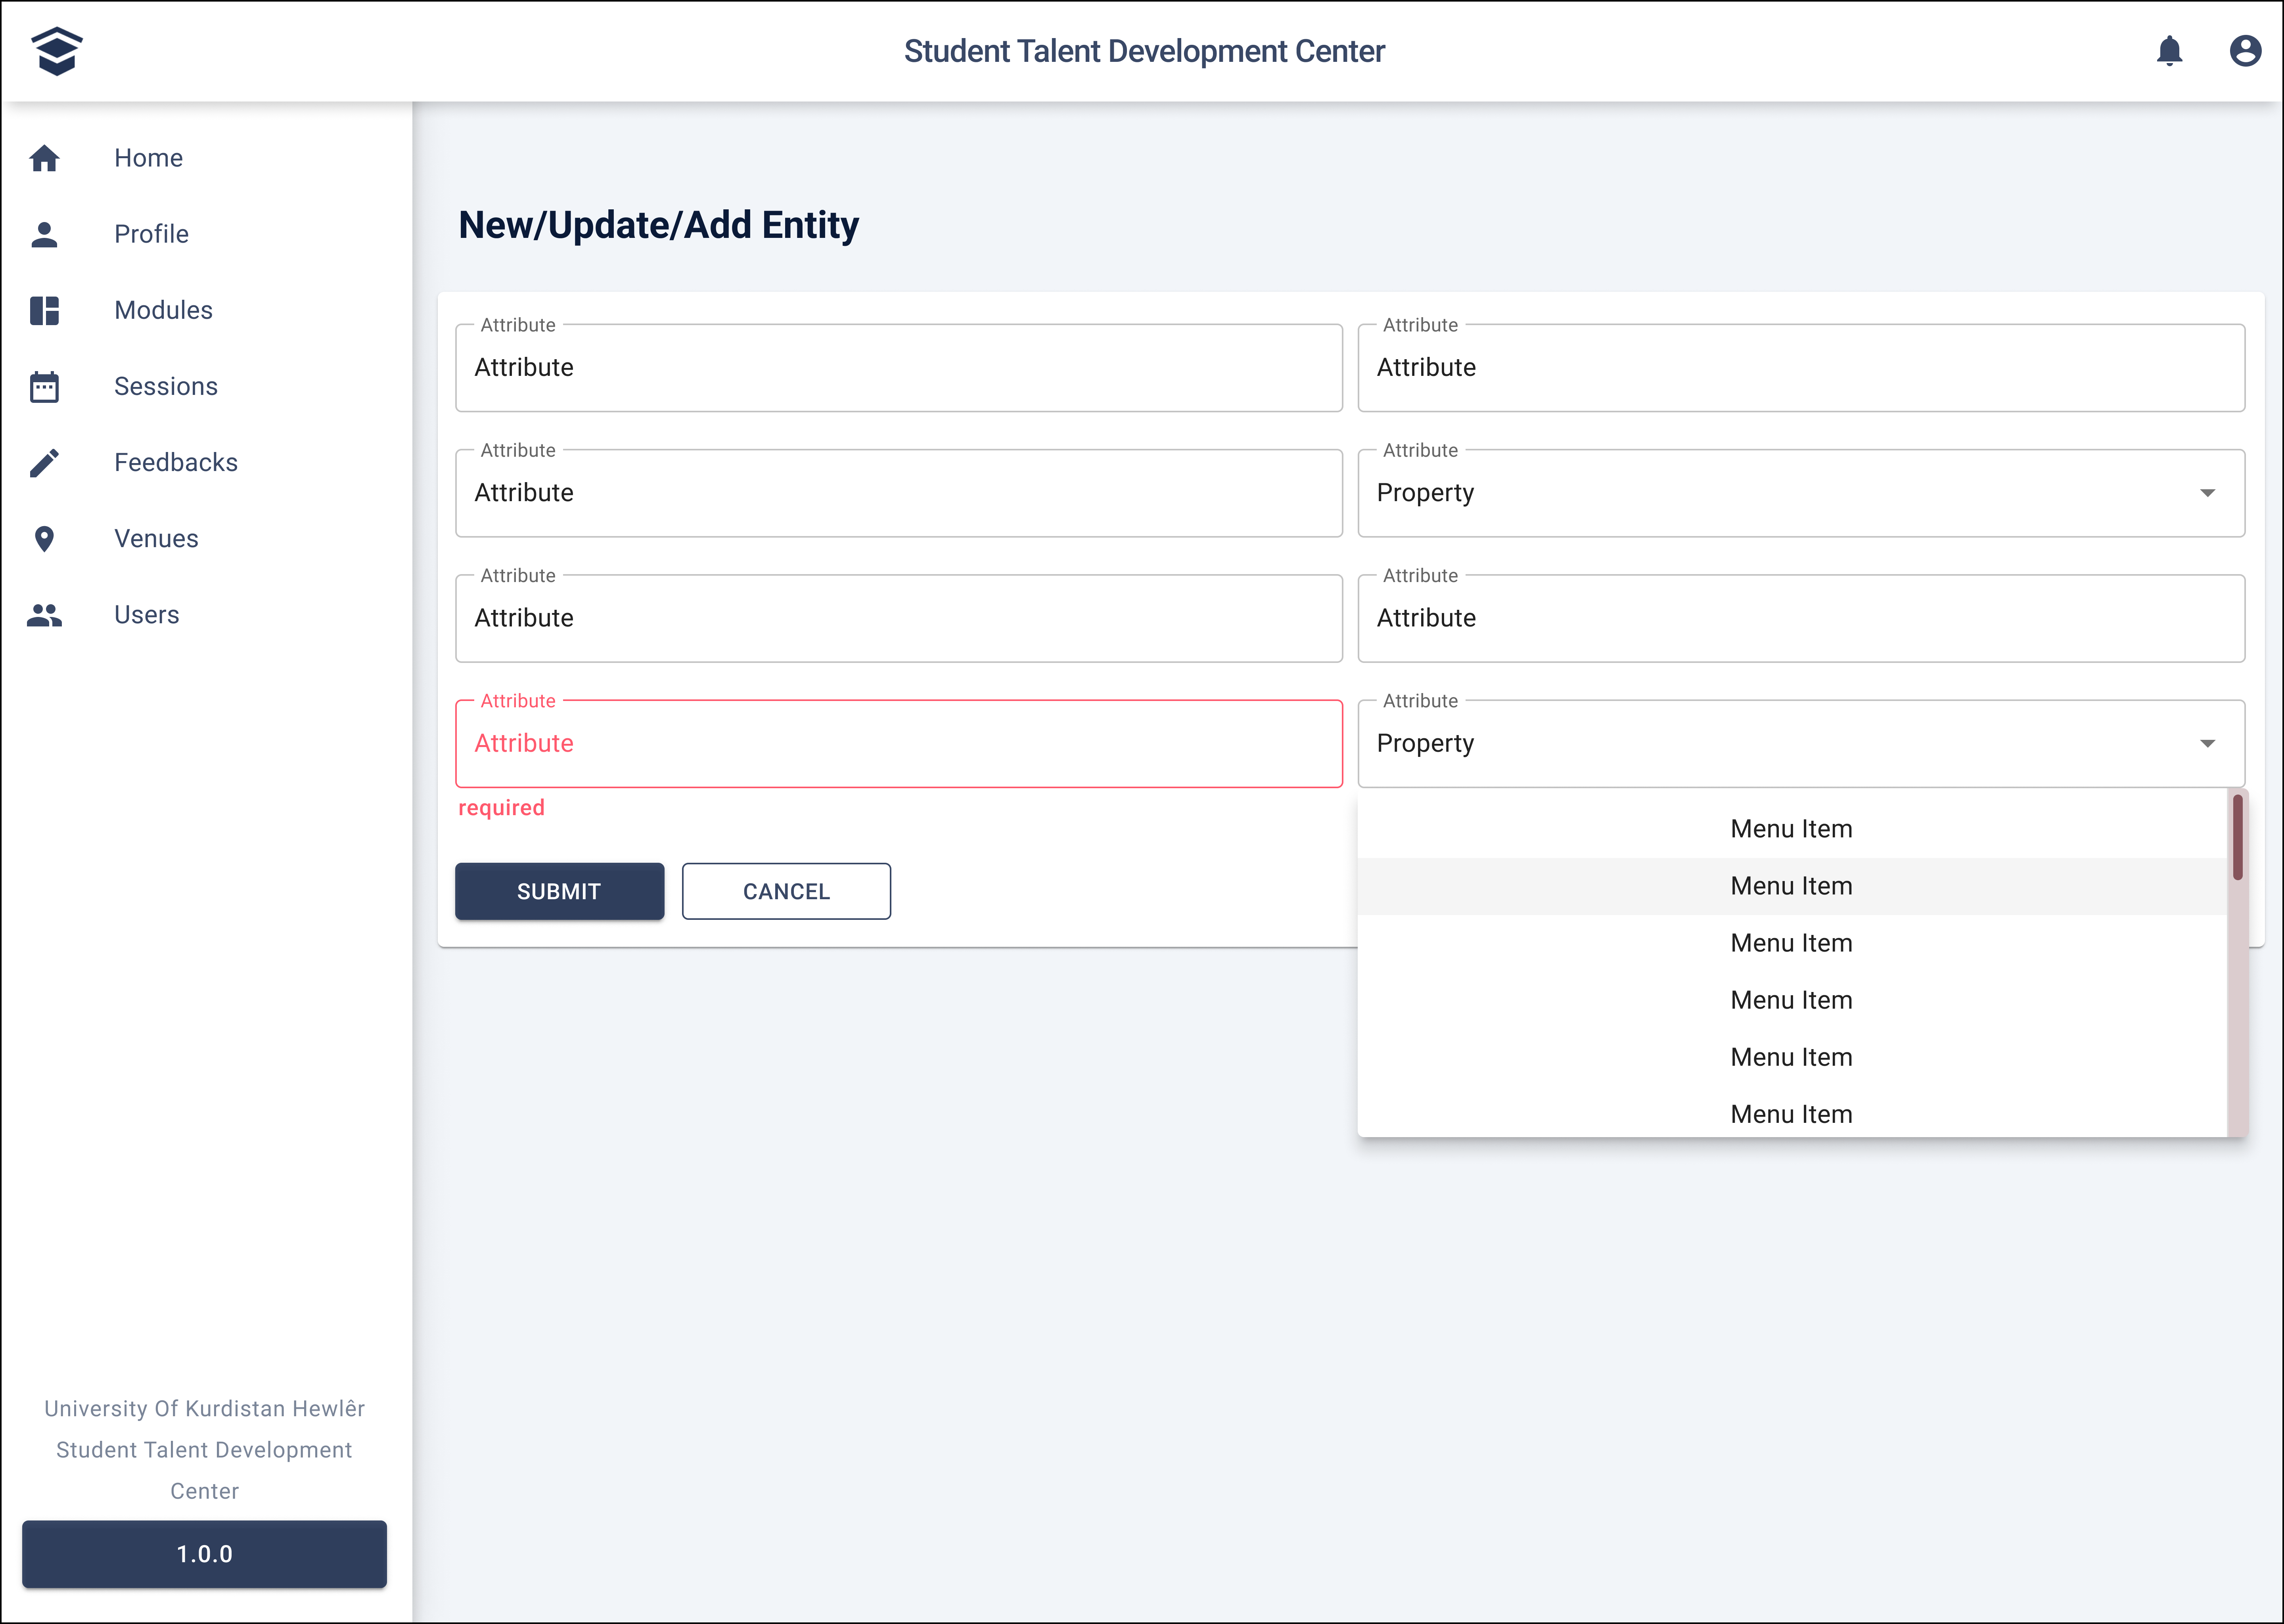 Student Talent Development Center
Home
Profile
Modules
Sessions
Feedbacks
Venues
Users
University Of Kurdistan Hewlêr
Student Talent Development
Center
1.0.0
New/Update/Add Entity
Attribute
Attribute
Attribute
Attribute
Attribute
Attribute
Attribute
Property
Attribute
Attribute
Attribute
Attribute
Attribute
Attribute
required
Attribute
Property
Menu Item
Menu Item
Menu Item
Menu Item
Menu Item
Menu Item
SUBMIT
CANCEL